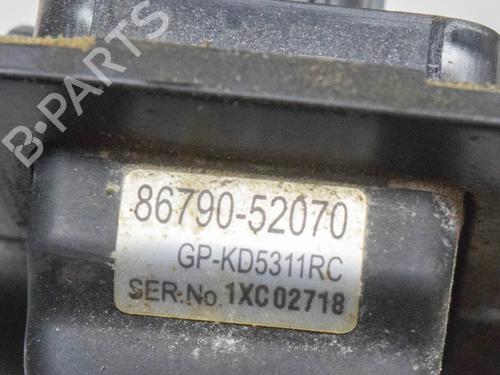 B-PARTS
86790-52070
GP-KD5311RC
SER.No. 1XC02718